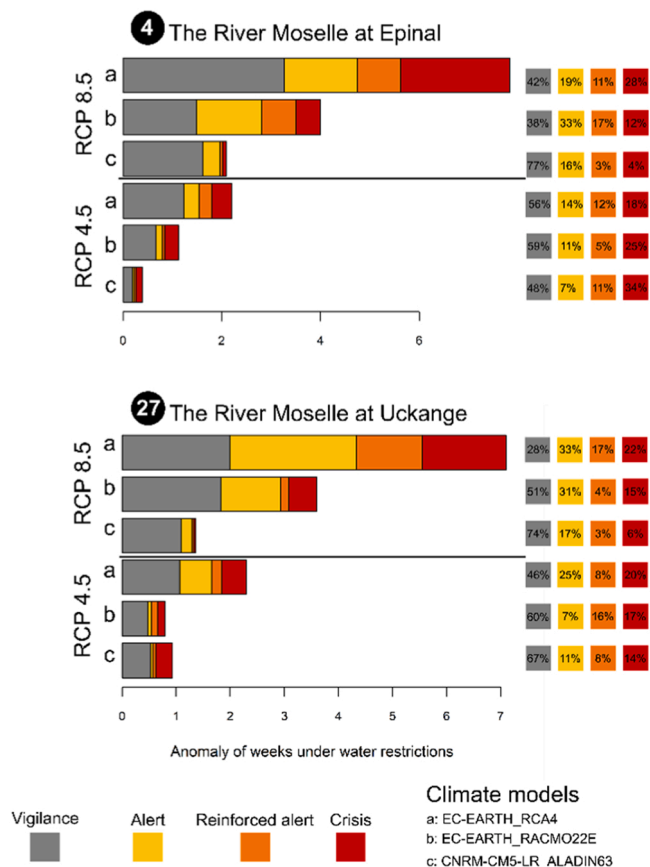 4 The River Moselle at Epinal
RCP 8.5
a 42% 19% 11% 28%
b 38% 33% 17% 12%
c 77% 16% 3% 4%
RCP 4.5
a 56% 14% 12% 18%
b 59% 11% 5% 25%
c 48% 7% 11% 34%
0 2 4 6
27 The River Moselle at Uckange
RCP 8.5
a 28% 33% 17% 22%
b 51% 31% 4% 15%
c 74% 17% 3% 6%
RCP 4.5
a 46% 25% 8% 20%
b 60% 7% 16% 17%
c 67% 11% 8% 14%
0 1 2 3 4 5 6 7
Anomaly of weeks under water restrictions
Vigilance Alert Reinforced alert Crisis
Climate models
a: EC-EARTH_RCA4
b: EC-EARTH_RACMO22E
c: CNRM-CM5-LR_ALADIN63